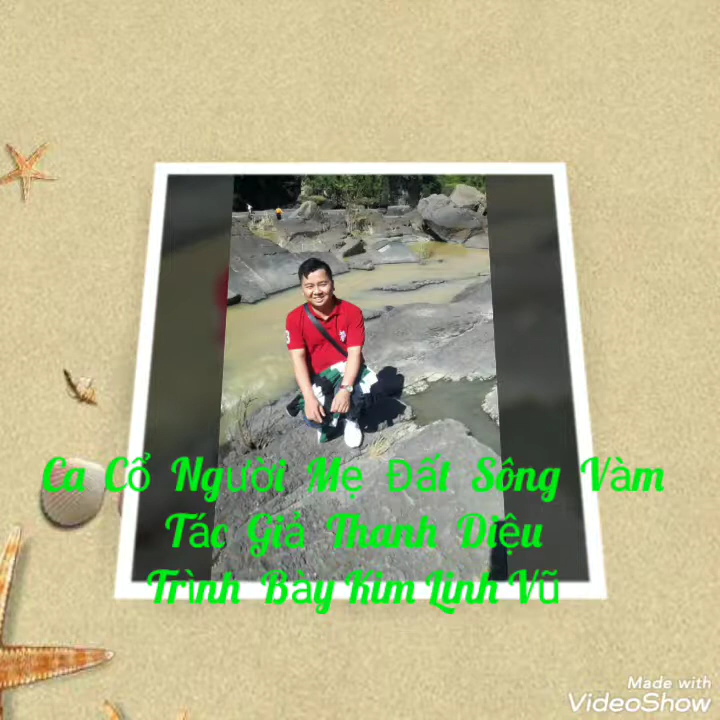 Ca Cổ Người Mẹ Đất Sông Vàm
Tác Giả Thanh Diệu
Trình Bày Kim Linh Vũ
Made with
VideoShow